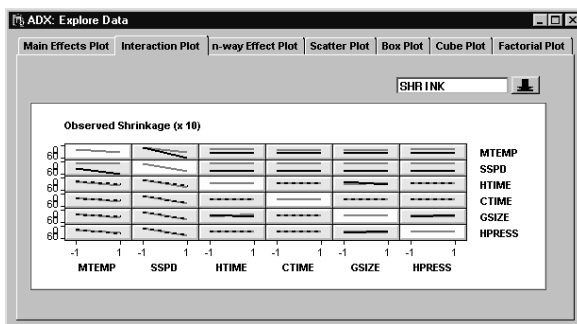 ADX: Explore Data
Main Effects Plot Interaction Plot n-way Effect Plot Scatter Plot Box Plot Cube Plot Factorial Plot
SHRINK
Observed Shrinkage (x 10)
MTEMP
SSPD
HTIME
CTIME
GSIZE
HPRESS
-1 1 -1 1 -1 1 -1 1 -1 1 -1 1
MTEMP SSPD HTIME CTIME GSIZE HPRESS